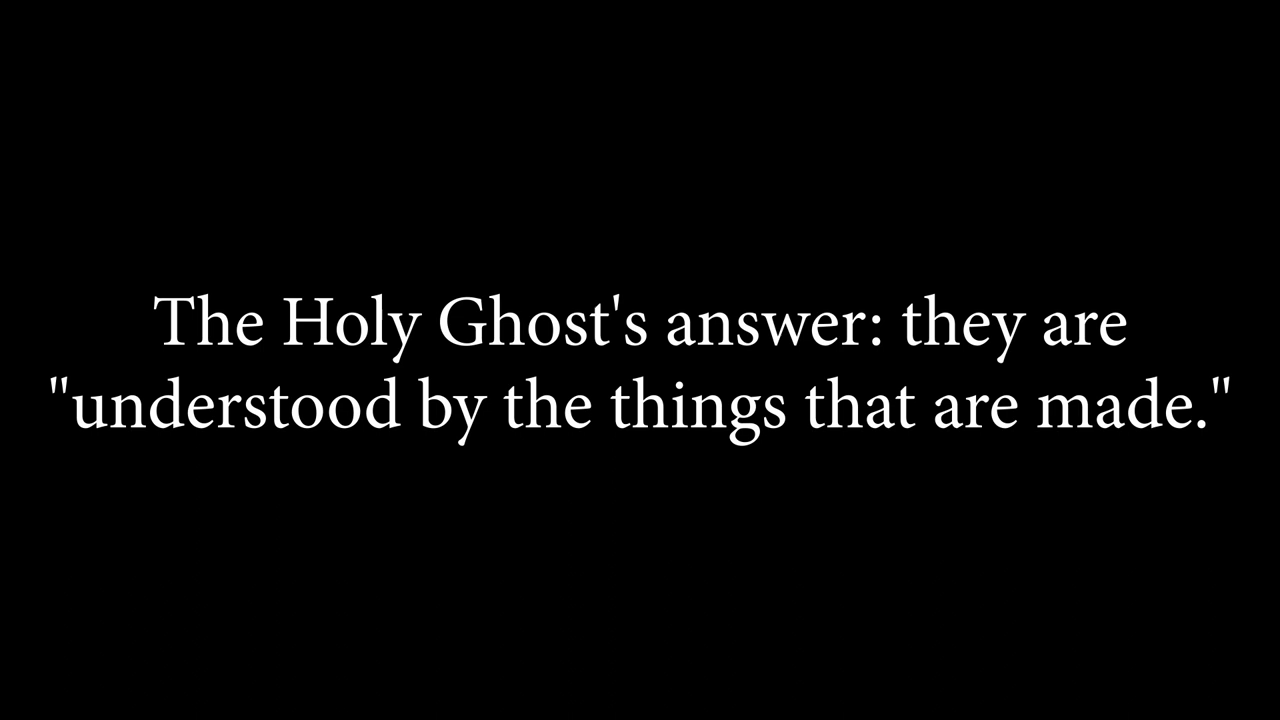 The Holy Ghost's answer: they are
"understood by the things that are made."